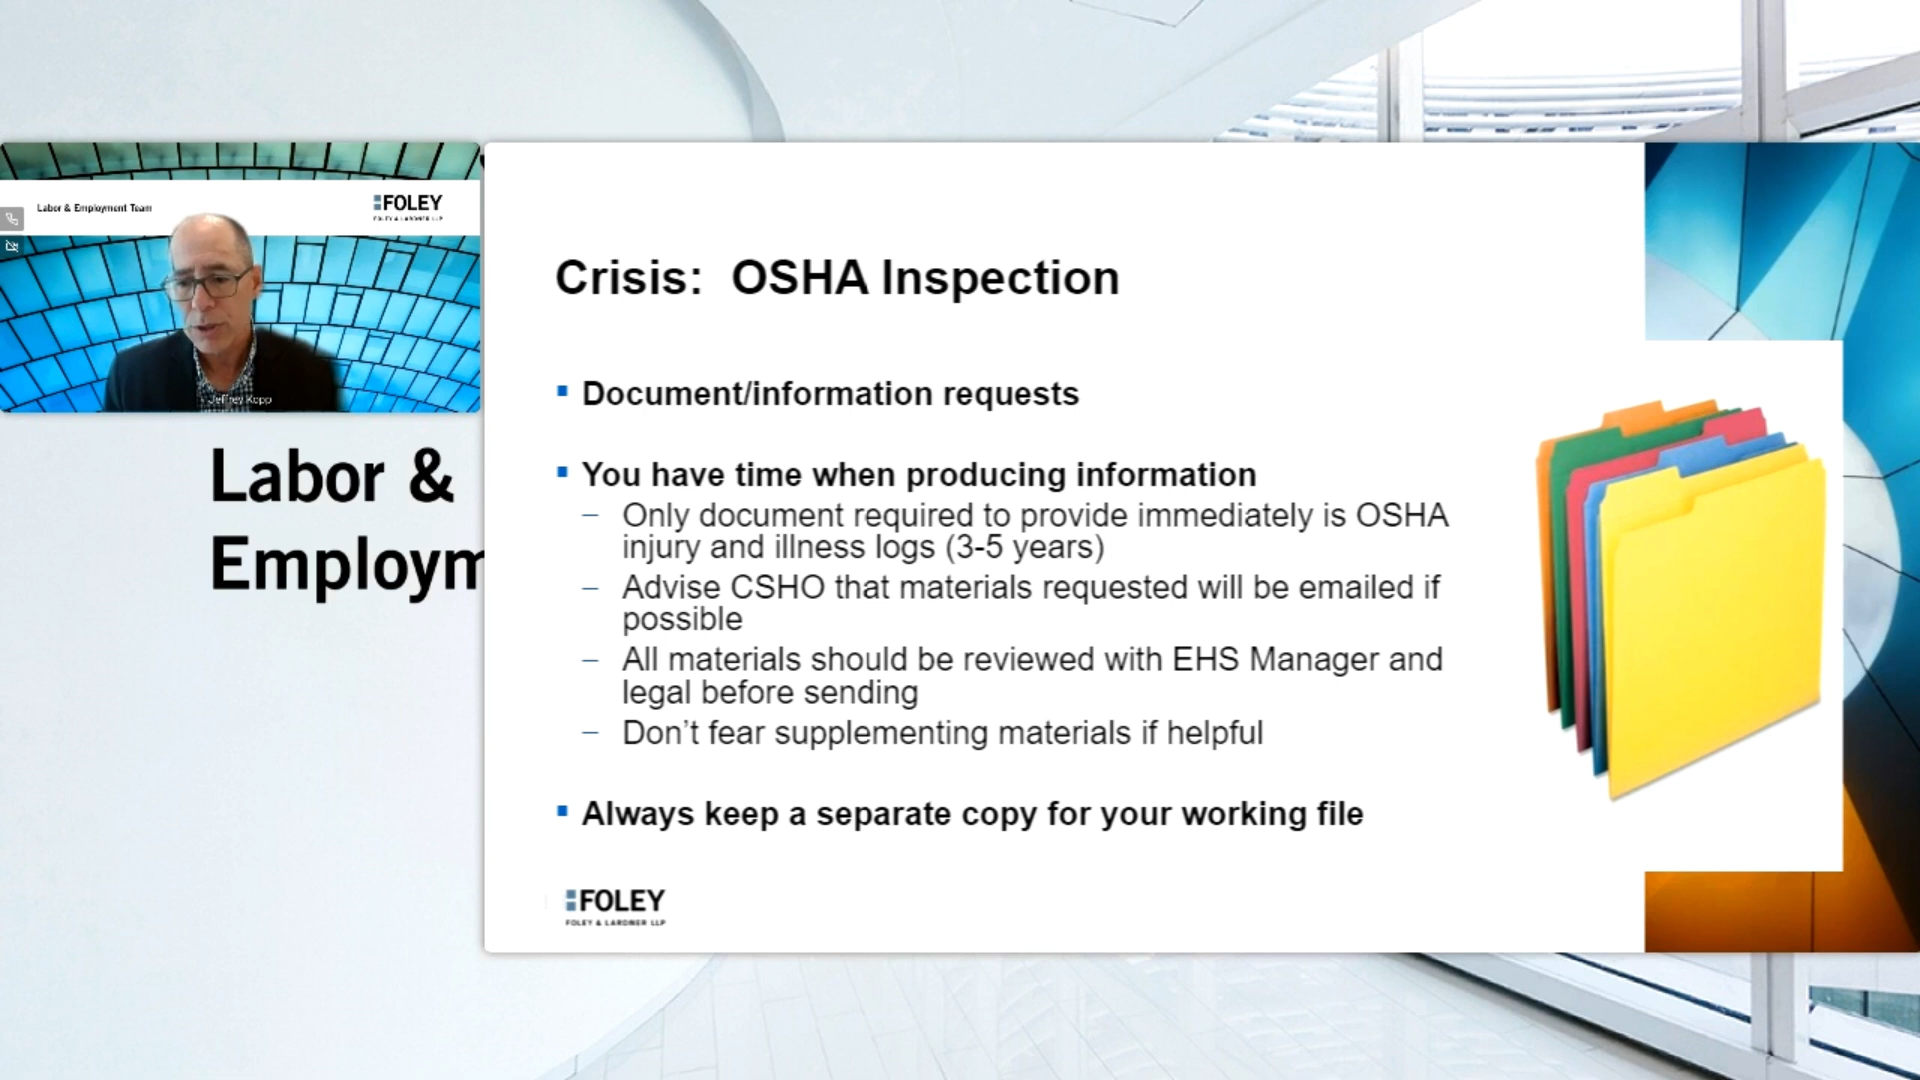 Labor & Employment Team
FOLEY
FOLEY & LARDNER LLP
Jeffrey Kopp
Labor &
Employm
Crisis: OSHA Inspection
Document/information requests
You have time when producing information
– Only document required to provide immediately is OSHA
injury and illness logs (3-5 years)
– Advise CSHO that materials requested will be emailed if
possible
– All materials should be reviewed with EHS Manager and
legal before sending
– Don’t fear supplementing materials if helpful
Always keep a separate copy for your working file
FOLEY
FOLEY & LARDNER LLP